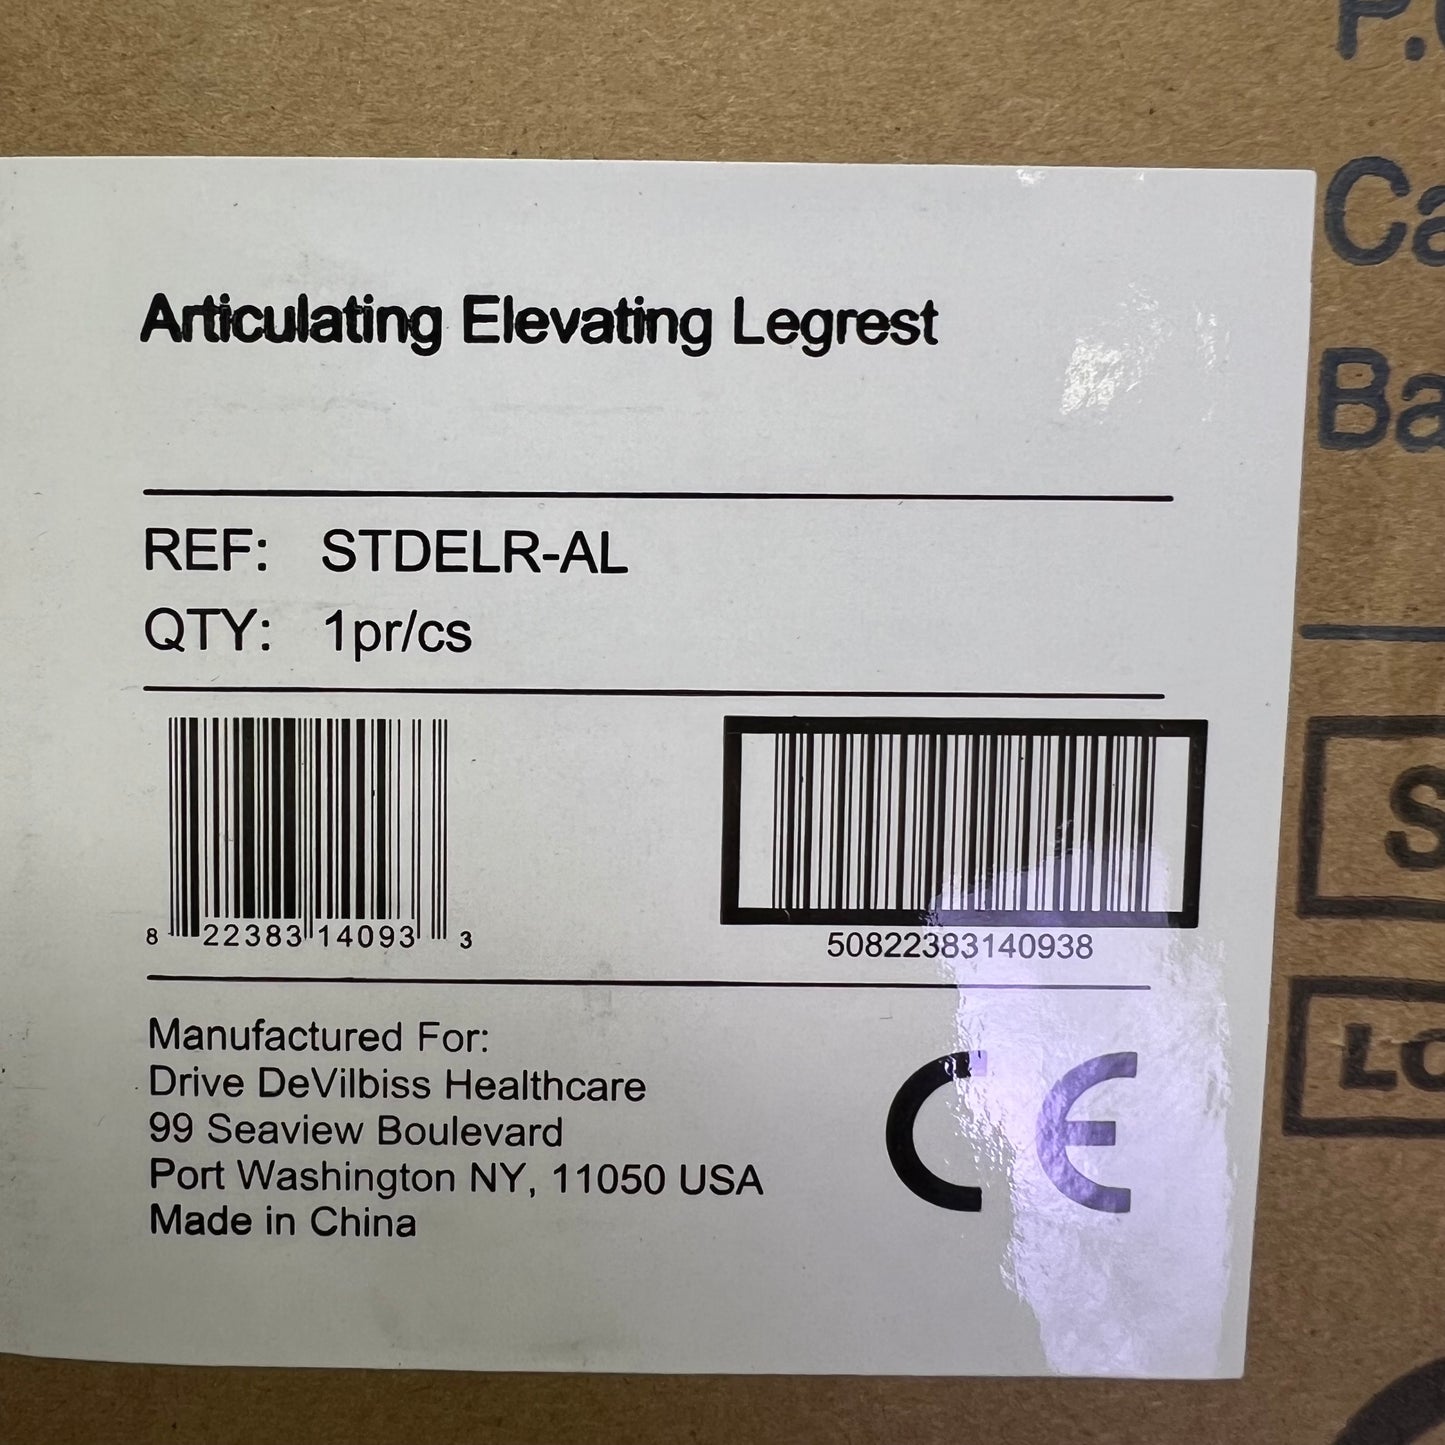 Articulating Elevating Legrest
REF: STDELR-AL
QTY: 1pr/cs
8 22383 14093 3
50822383140938
Manufactured For:
Drive DeVilbiss Healthcare
99 Seaview Boulevard
Port Washington NY, 11050 USA
Made in China
CE